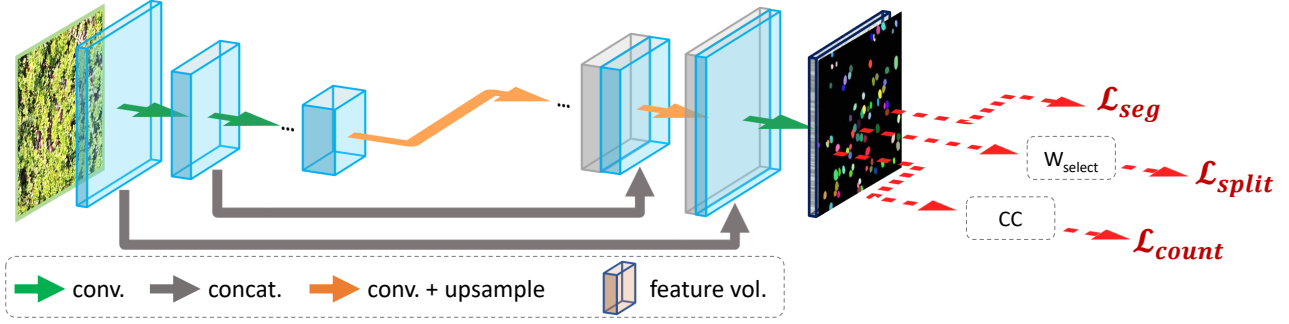 ...
...
ℒseg
Wselect
ℒsplit
CC
ℒcount
conv.
concat.
conv. + upsample
feature vol.